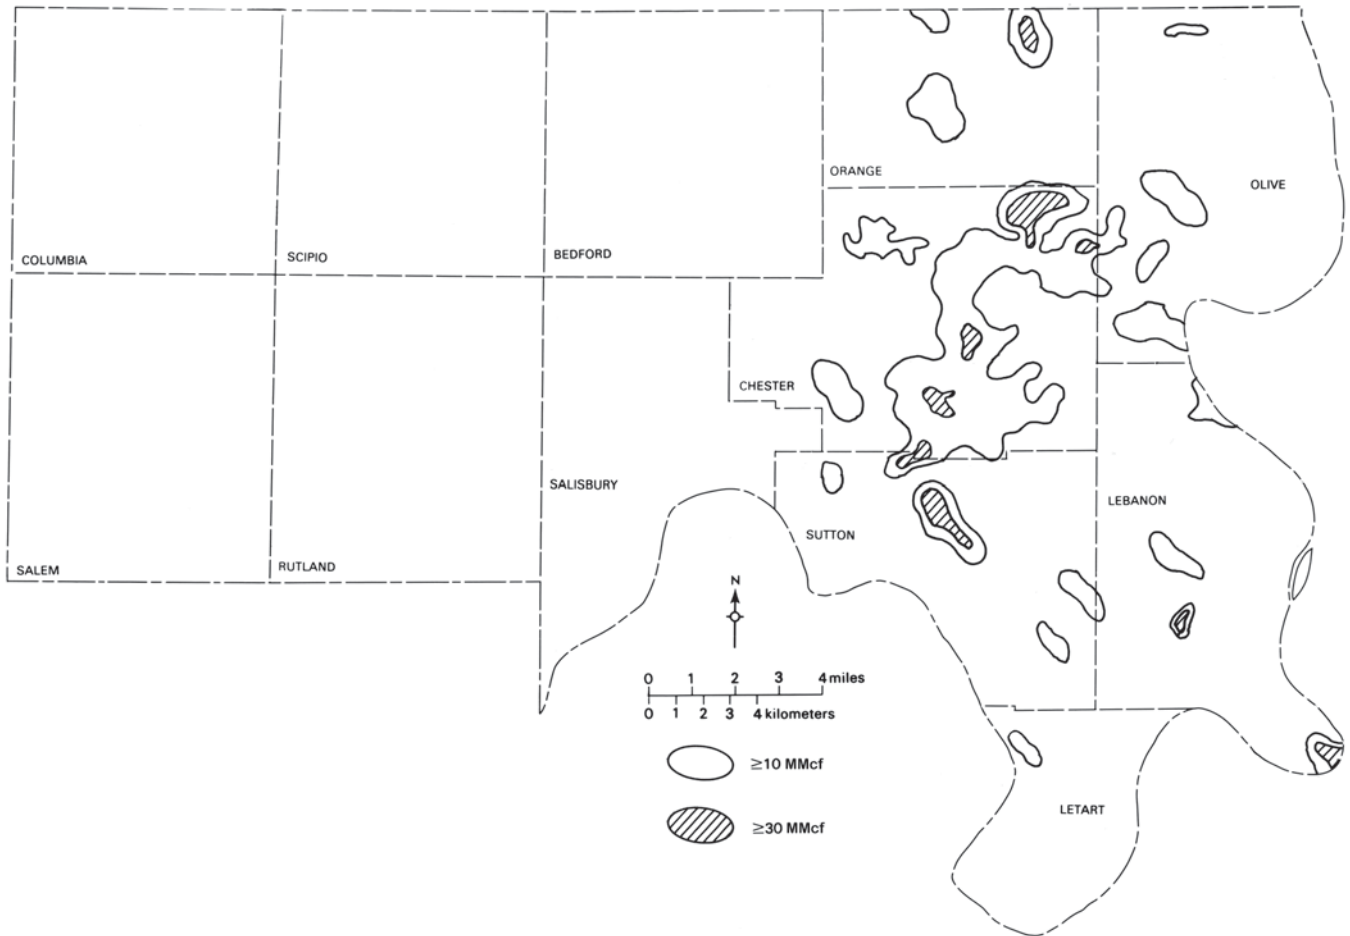 ORANGE
OLIVE
COLUMBIA
SCIPIO
BEDFORD
CHESTER
SALISBURY
LEBANON
SUTTON
SALEM
RUTLAND
N
0 1 2 3 4 miles
0 1 2 3 4 kilometers
≥10 MMcf
LETART
≥30 MMcf